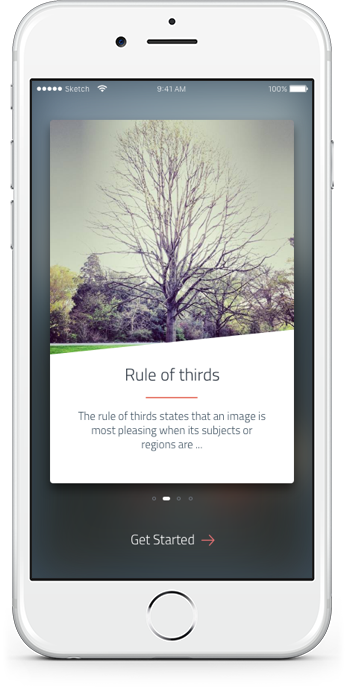 Sketch 9:41 AM 100%
Rule of thirds
The rule of thirds states that an image is
most pleasing when its subjects or
regions are ...
Get Started